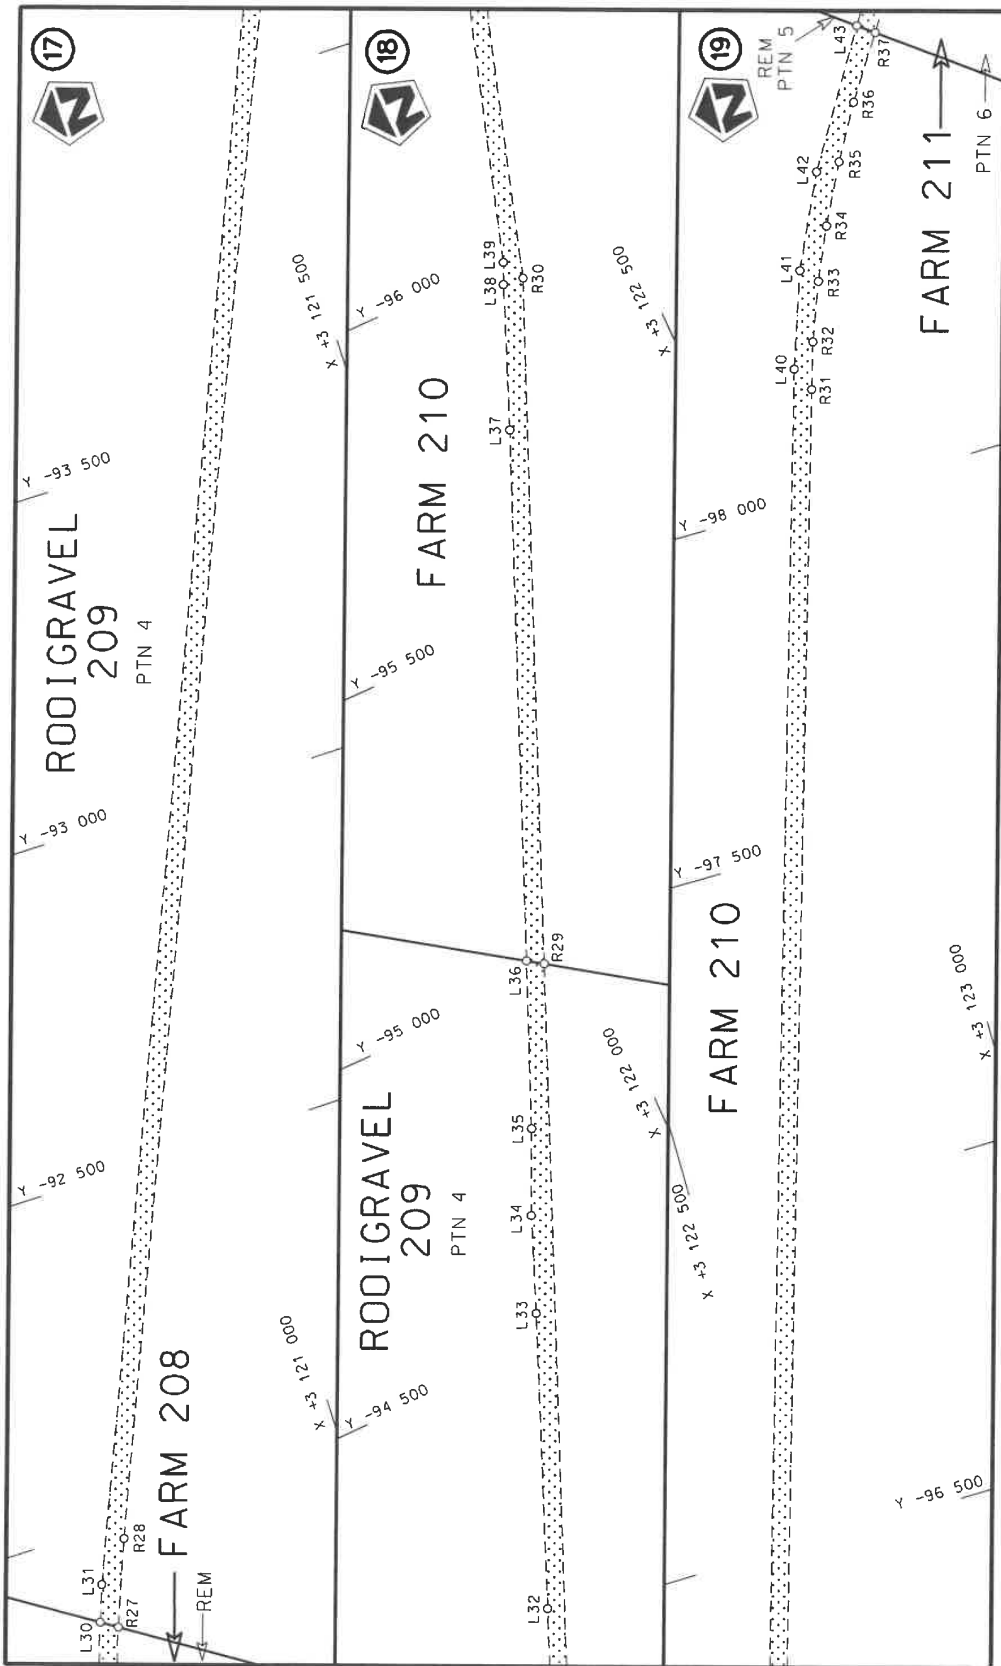 17
N
Y -93 500
X +3 121 500
ROOIGRAVEL
209
PTN 4
Y -93 000
Y -92 500
X +3 121 000
L31
L30
R28
R27
FARM 208
REM
18
N
L39
L38
R30
Y -96 000
X +3 122 500
L37
FARM 210
Y -95 500
L36
R29
Y -95 000
X +3 122 000
ROOIGRAVEL
209
PTN 4
L35
L34
L33
Y -94 500
L32
19
N
REM
PTN 5
L43
R37
R36
L42
R35
R34
L41
R33
R32
L40
R31
FARM 211
PTN 6
Y -98 000
Y -97 500
FARM 210
X +3 123 000
X +3 122 500
Y -96 500